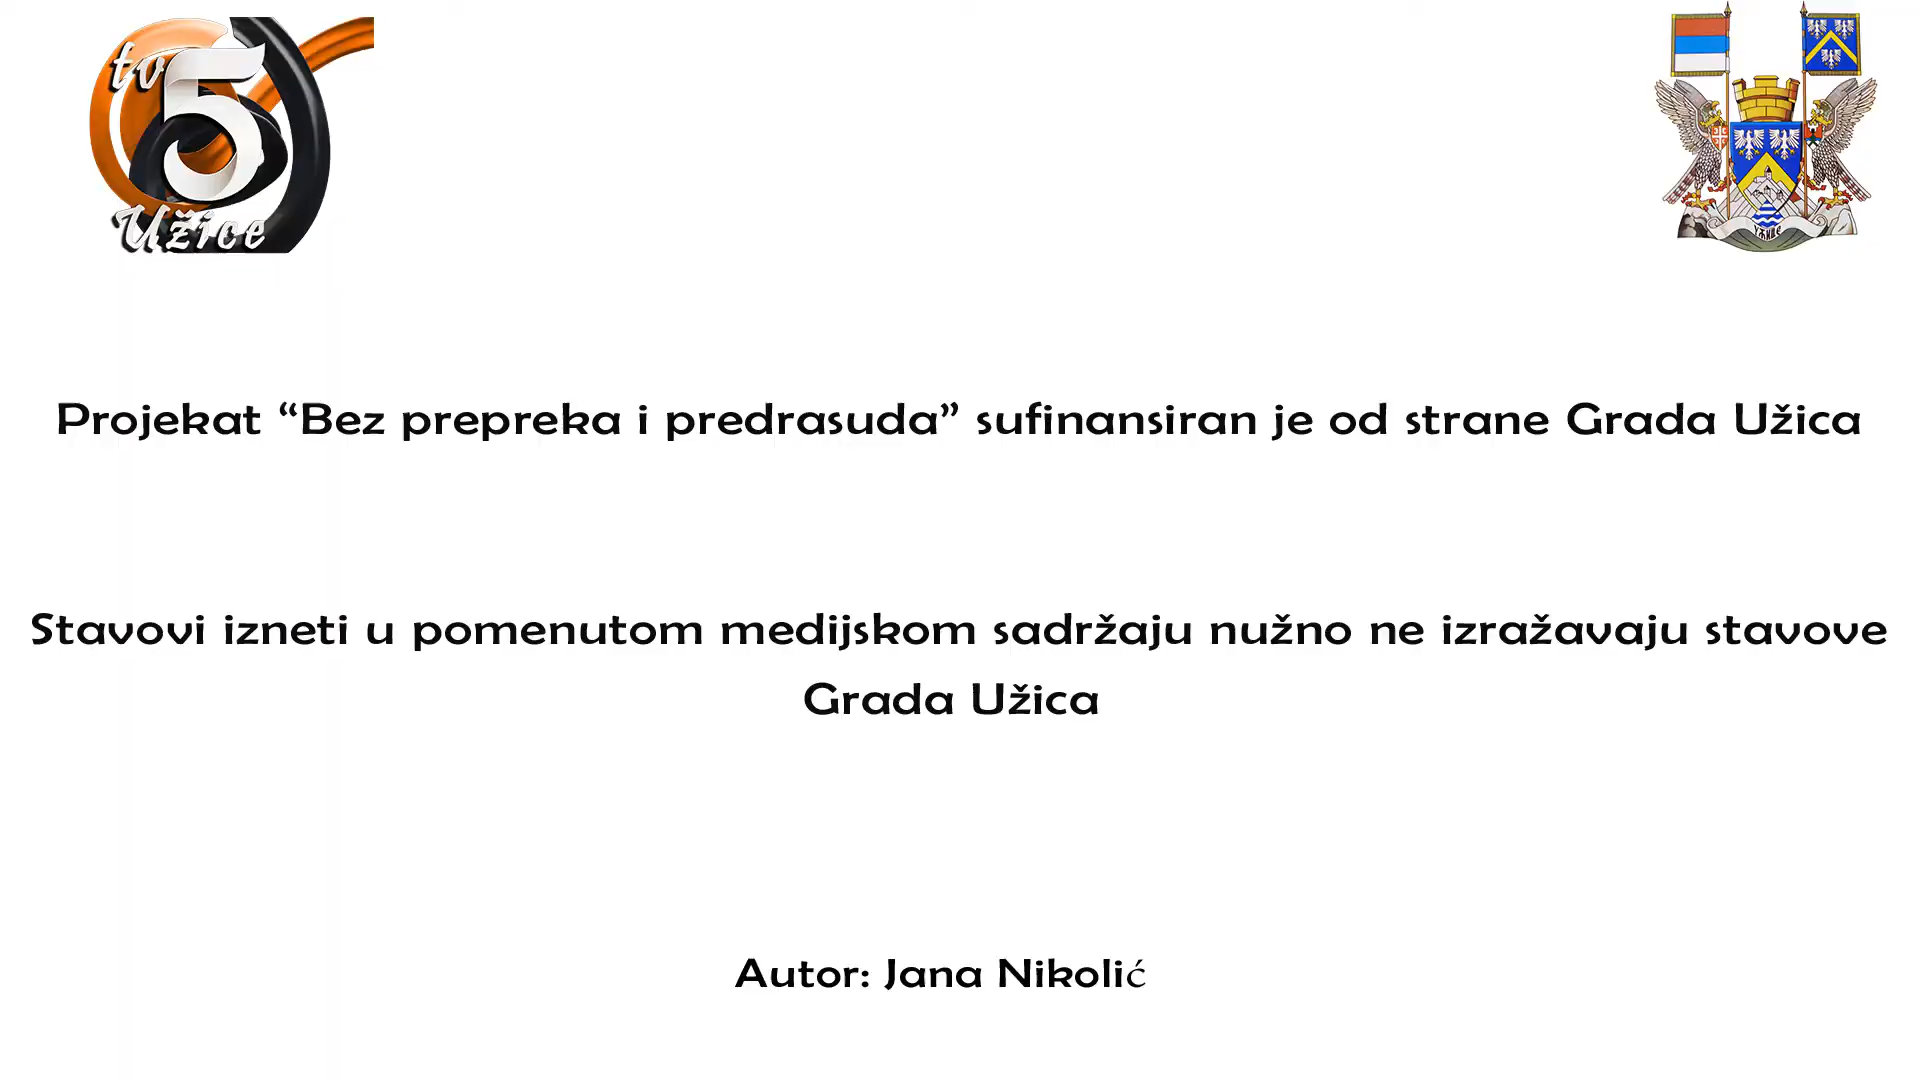 tv
5
Užice
УЖИЦЕ
Projekat “Bez prepreka i predrasuda” sufinansiran je od strane Grada Užica
Stavovi izneti u pomenutom medijskom sadržaju nužno ne izražavaju stavove
Grada Užica
Autor: Jana Nikolić